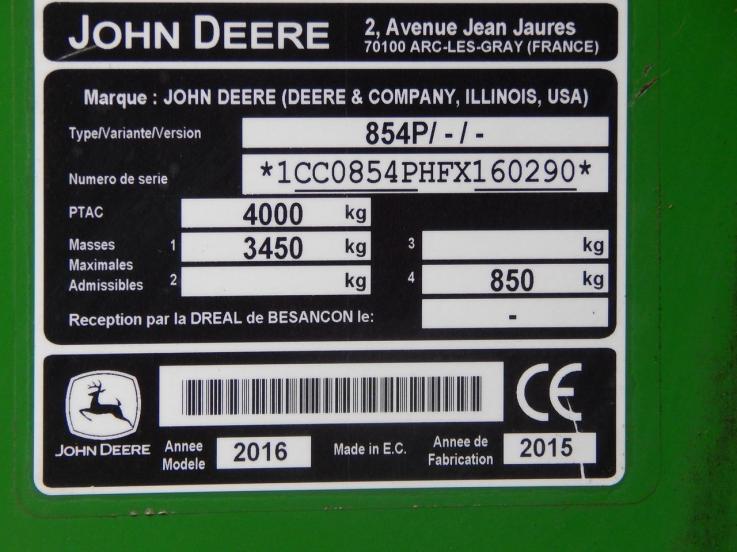 JOHN DEERE
2, Avenue Jean Jaures
70100 ARC-LES-GRAY (FRANCE)
Marque : JOHN DEERE (DEERE & COMPANY, ILLINOIS, USA)
Type/Variante/Version 854P/ - / -
Numero de serie *1CC0854PHFX160290*
PTAC 4000 kg
Masses Maximales Admissibles
1 3450 kg
2 kg
3 kg
4 850 kg
Reception par la DREAL de BESANCON le: -
CE
JOHN DEERE
Annee Modele 2016
Made in E.C.
Annee de Fabrication 2015